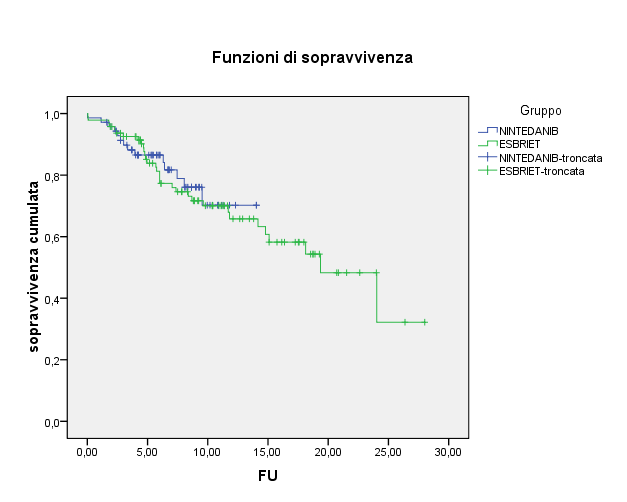 Funzioni di sopravvivenza
Gruppo
NINTEDANIB
ESBRIET
NINTEDANIB-troncata
ESBRIET-troncata
sopravvivenza cumulata
1,0
0,8
0,6
0,4
0,2
0,0
0,00 5,00 10,00 15,00 20,00 25,00 30,00
FU